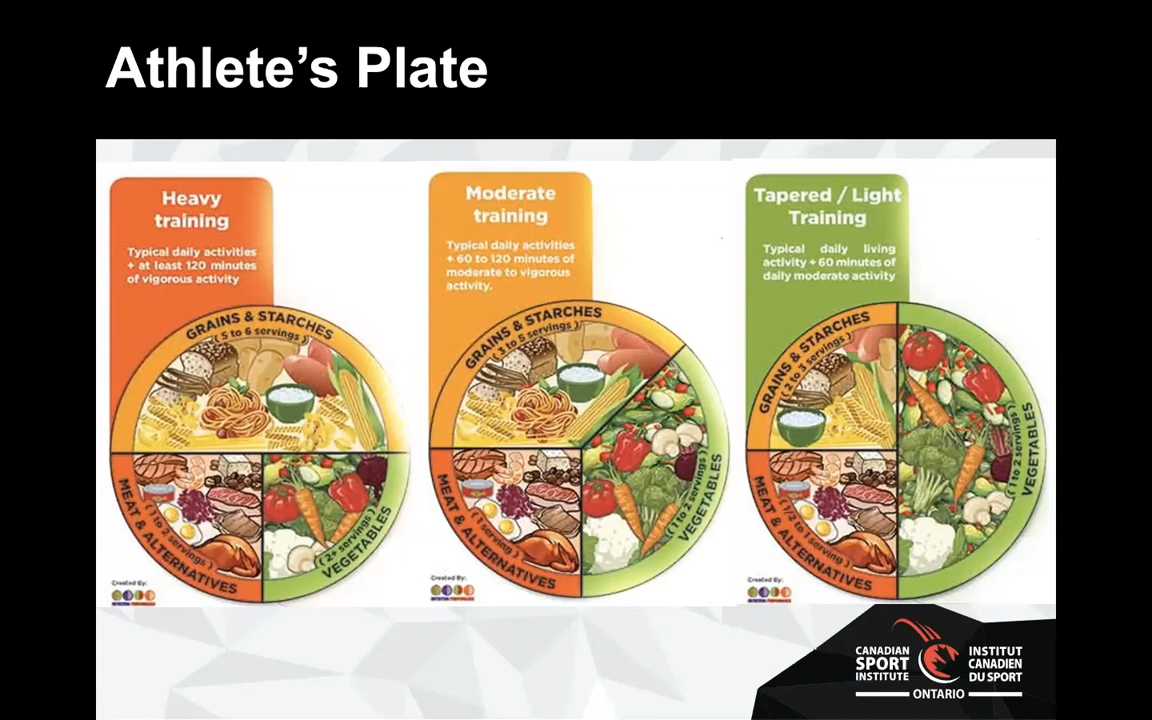 Athlete's Plate
Heavy
training
Typical daily activities
+ at least 120 minutes
of vigorous activity
GRAINS & STARCHES
( 5 to 6 servings )
MEAT & ALTERNATIVES
( 1 to 2 servings )
( 2+ servings )
VEGETABLES
Created By:
Moderate
training
Typical daily activities
+ 60 to 120 minutes of
moderate to vigorous
activity.
GRAINS & STARCHES
( 3 to 5 servings )
MEAT & ALTERNATIVES
( 1 serving )
( 1 to 2 servings )
VEGETABLES
Created By:
Tapered / Light
Training
Typical daily living
activity + 60 minutes of
daily moderate activity
GRAINS & STARCHES
( 2 to 3 servings )
MEAT & ALTERNATIVES
( 1/2 to 1 serving )
( 1 to 2 servings )
VEGETABLES
Created By:
CANADIAN
SPORT
INSTITUTE
INSTITUT
CANADIEN
DU SPORT
ONTARIO